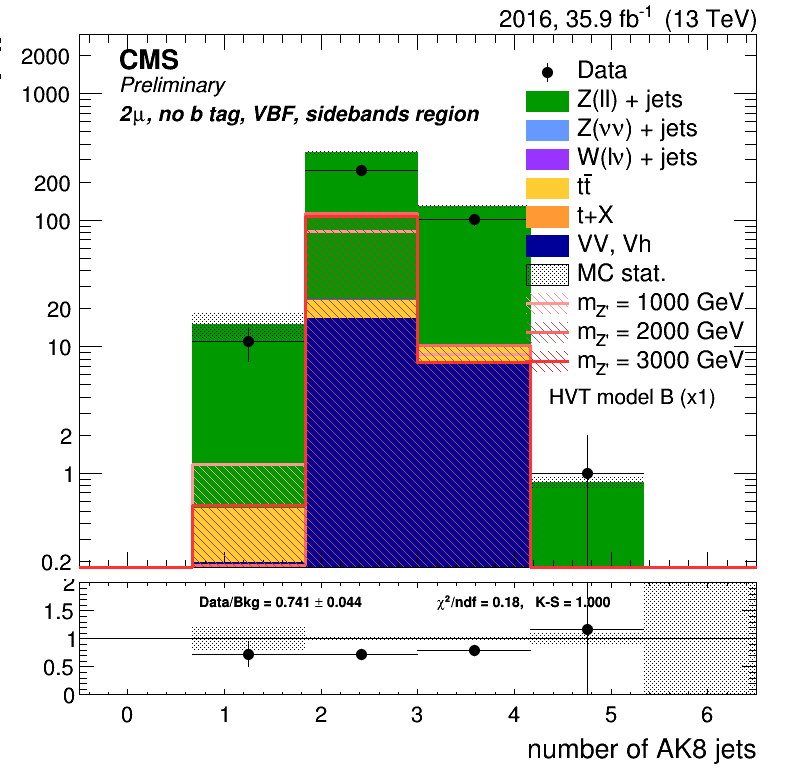 2016, 35.9 fb⁻¹ (13 TeV)
CMS
Preliminary
2μ, no b tag, VBF, sidebands region
Data
Z(ll) + jets
Z(νν) + jets
W(lν) + jets
tt̄
t+X
VV, Vh
MC stat.
m_Z' = 1000 GeV
m_Z' = 2000 GeV
m_Z' = 3000 GeV
HVT model B (x1)
2000
1000
200
100
20
10
2
1
0.2
Data/Bkg = 0.741 ± 0.044
χ²/ndf = 0.18, K-S = 1.000
2
1.5
1
0.5
0
0 1 2 3 4 5 6
number of AK8 jets